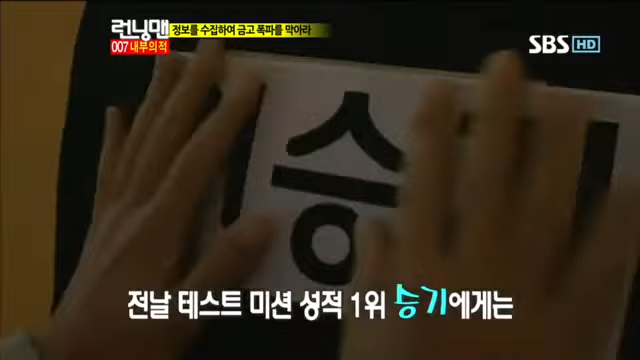 런닝맨 정보를 수집하여 금고 폭파를 막아라
007 내부의 적
SBS HD
승
전날 테스트 미션 성적 1위 승기에게는